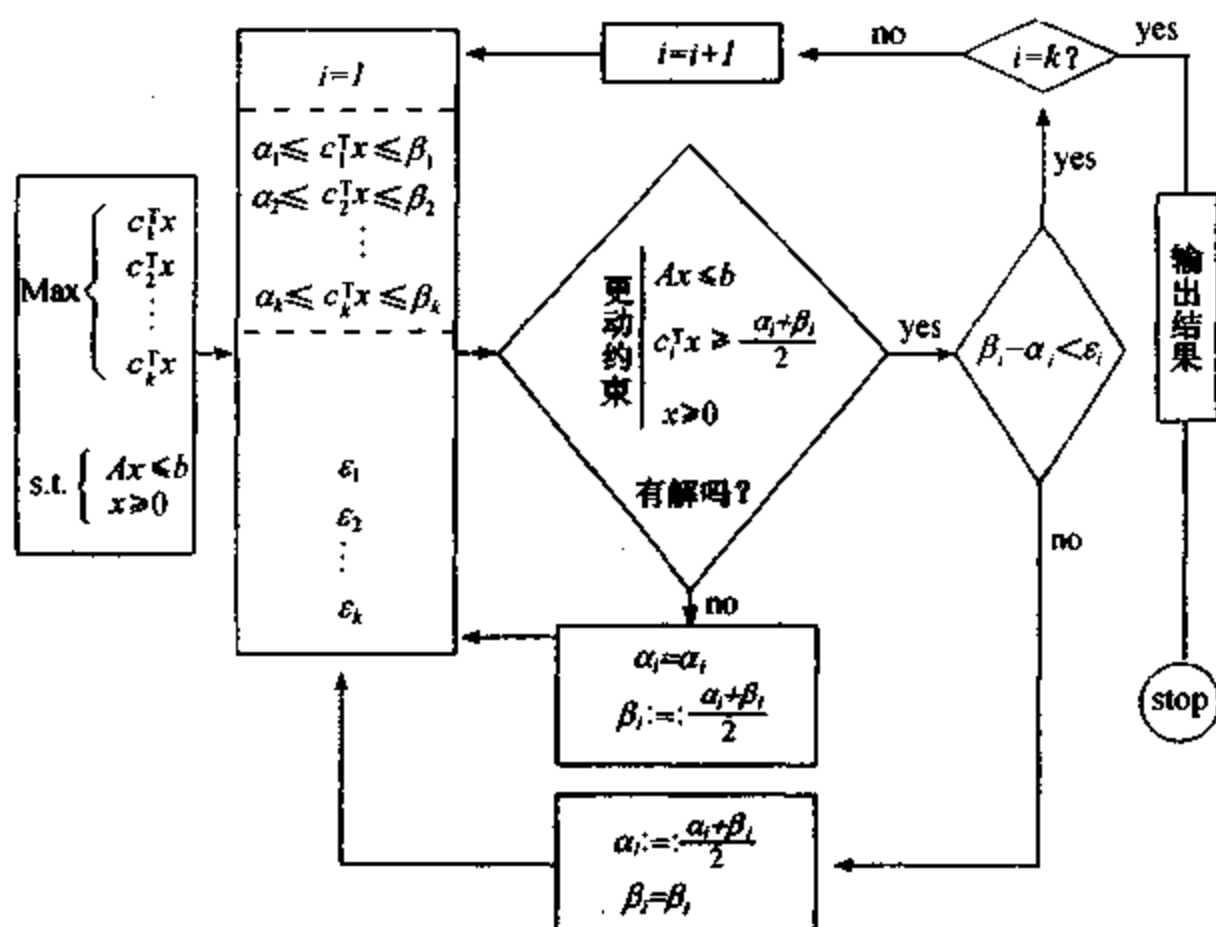 Max
c₁ᵀx
c₂ᵀx
⋮
cₖᵀx
s.t.
Ax≤b
x≥0
i=1
α₁≤ c₁ᵀx ≤β₁
α₂≤ c₂ᵀx ≤β₂
⋮
αₖ≤ cₖᵀx ≤βₖ
ε₁
ε₂
⋮
εₖ
i=i+1
no
i=k?
yes
更动约束
Ax≤b
cᵢᵀx ≥ (αᵢ+βᵢ)/2
x≥0
有解吗?
yes
βᵢ−αᵢ<εᵢ
yes
no
输出结果
stop
no
αᵢ=αᵢ
βᵢ:=:(αᵢ+βᵢ)/2
αᵢ:=:(αᵢ+βᵢ)/2
βᵢ=βᵢ